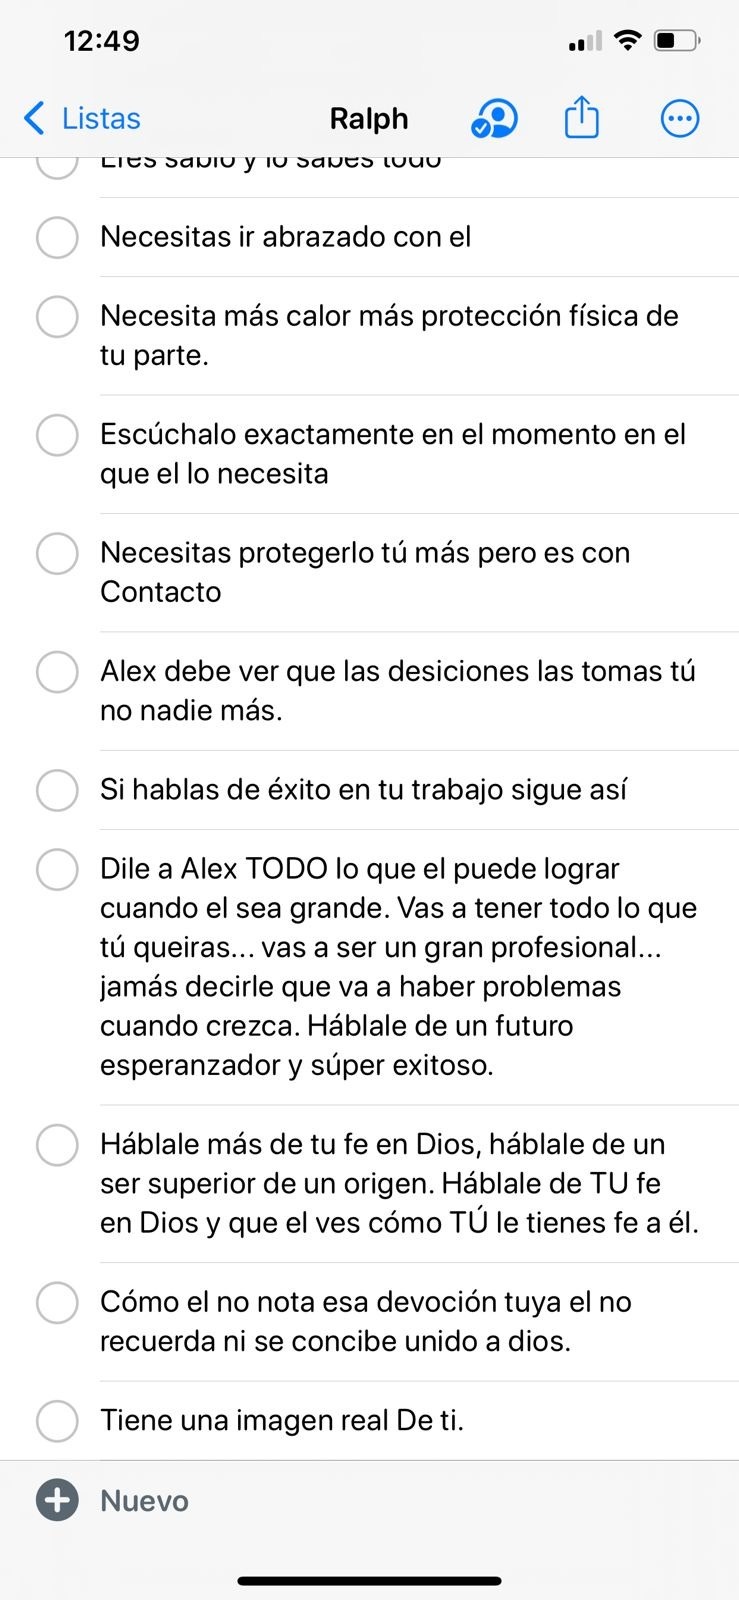 12:49
Listas
Ralph
Eres sabio y lo sabes todo
Necesitas ir abrazado con el
Necesita más calor más protección física de
tu parte.
Escúchalo exactamente en el momento en el
que el lo necesita
Necesitas protegerlo tú más pero es con
Contacto
Alex debe ver que las desiciones las tomas tú
no nadie más.
Si hablas de éxito en tu trabajo sigue así
Dile a Alex TODO lo que el puede lograr
cuando el sea grande. Vas a tener todo lo que
tú queiras... vas a ser un gran profesional...
jamás decirle que va a haber problemas
cuando crezca. Háblale de un futuro
esperanzador y súper exitoso.
Háblale más de tu fe en Dios, háblale de un
ser superior de un origen. Háblale de TU fe
en Dios y que el ves cómo TÚ le tienes fe a él.
Cómo el no nota esa devoción tuya el no
recuerda ni se concibe unido a dios.
Tiene una imagen real De ti.
Nuevo